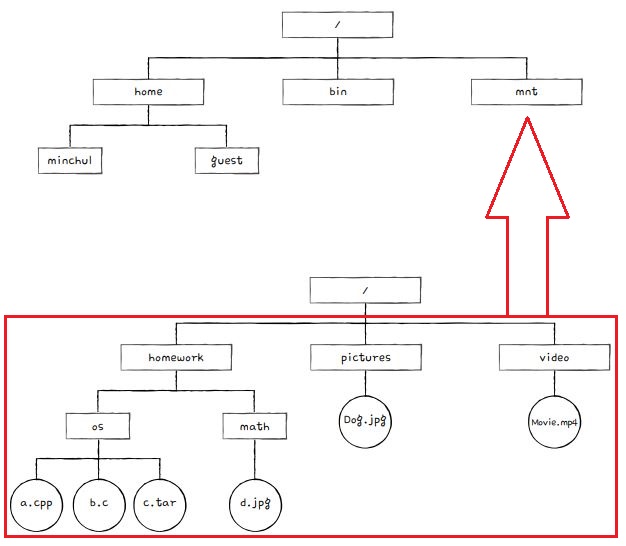 /
home
bin
mnt
minchul
guest
/
homework
pictures
video
os
math
Dog.jpg
Movie.mp4
a.cpp
b.c
c.tar
d.jpg